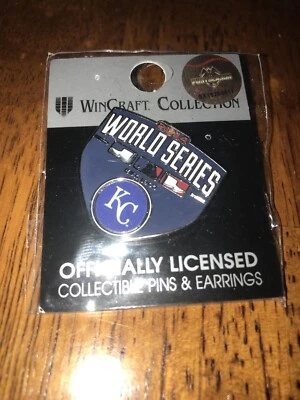 WINCRAFT COLLECTION
WORLD SERIES
KC
OFFICIALLY LICENSED
COLLECTIBLE PINS & EARRINGS